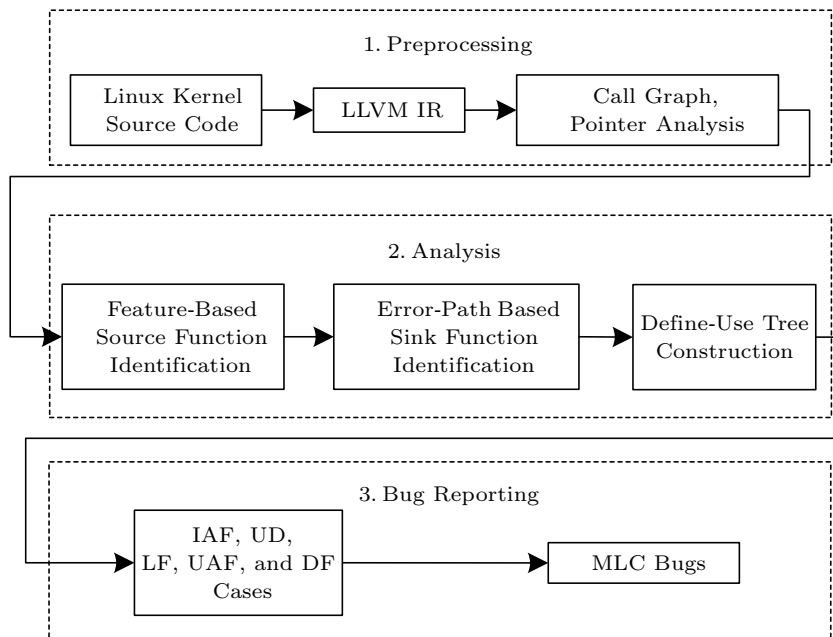 1. Preprocessing
Linux Kernel
Source Code
LLVM IR
Call Graph,
Pointer Analysis
2. Analysis
Feature-Based
Source Function
Identification
Error-Path Based
Sink Function
Identification
Define-Use Tree
Construction
3. Bug Reporting
IAF, UD,
LF, UAF, and DF
Cases
MLC Bugs